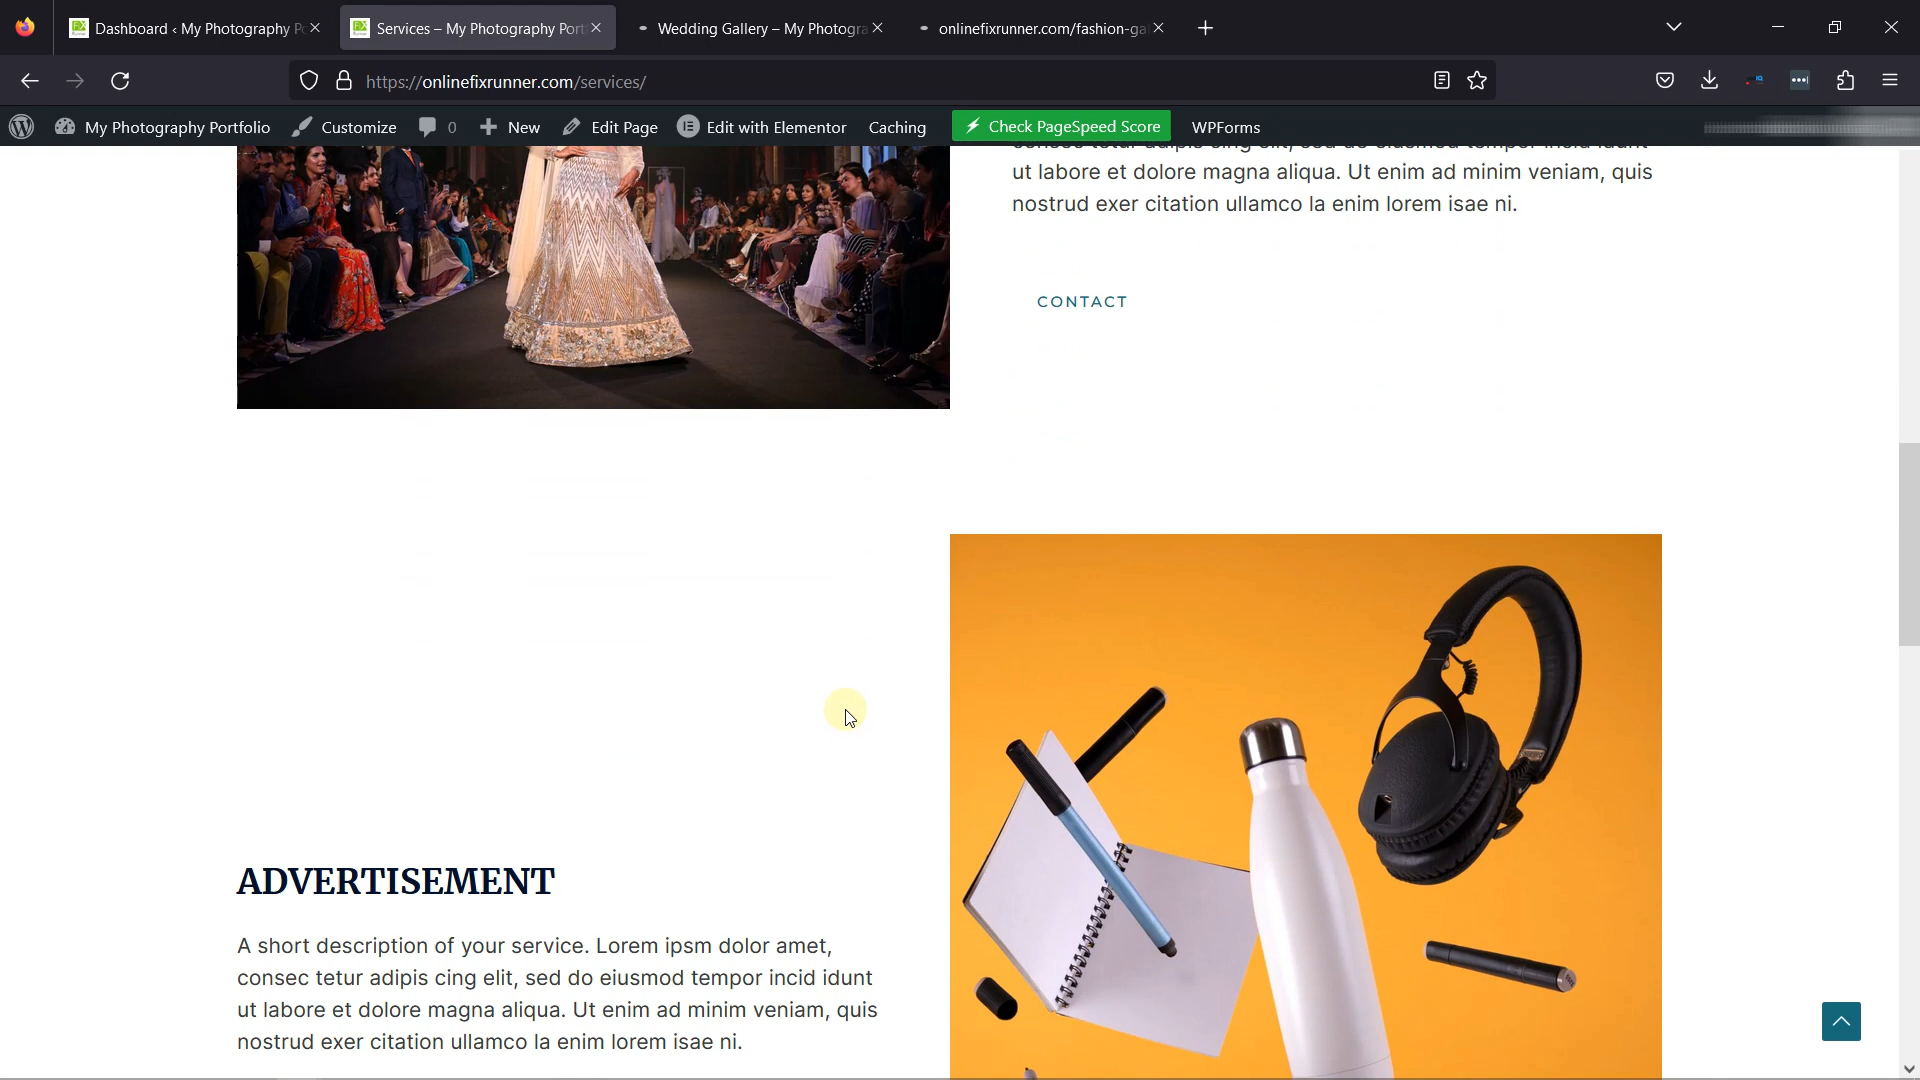 Dashboard ‹ My Photography Po
Services – My Photography Port
Wedding Gallery – My Photogra
onlinefixrunner.com/fashion-ga
https://onlinefixrunner.com/services/
My Photography Portfolio
Customize
0
New
Edit Page
Edit with Elementor
Caching
Check PageSpeed Score
WPForms
consec tetur adipis cing elit, sed do eiusmod tempor incid idunt
ut labore et dolore magna aliqua. Ut enim ad minim veniam, quis
nostrud exer citation ullamco la enim lorem isae ni.
CONTACT
ADVERTISEMENT
A short description of your service. Lorem ipsm dolor amet,
consec tetur adipis cing elit, sed do eiusmod tempor incid idunt
ut labore et dolore magna aliqua. Ut enim ad minim veniam, quis
nostrud exer citation ullamco la enim lorem isae ni.